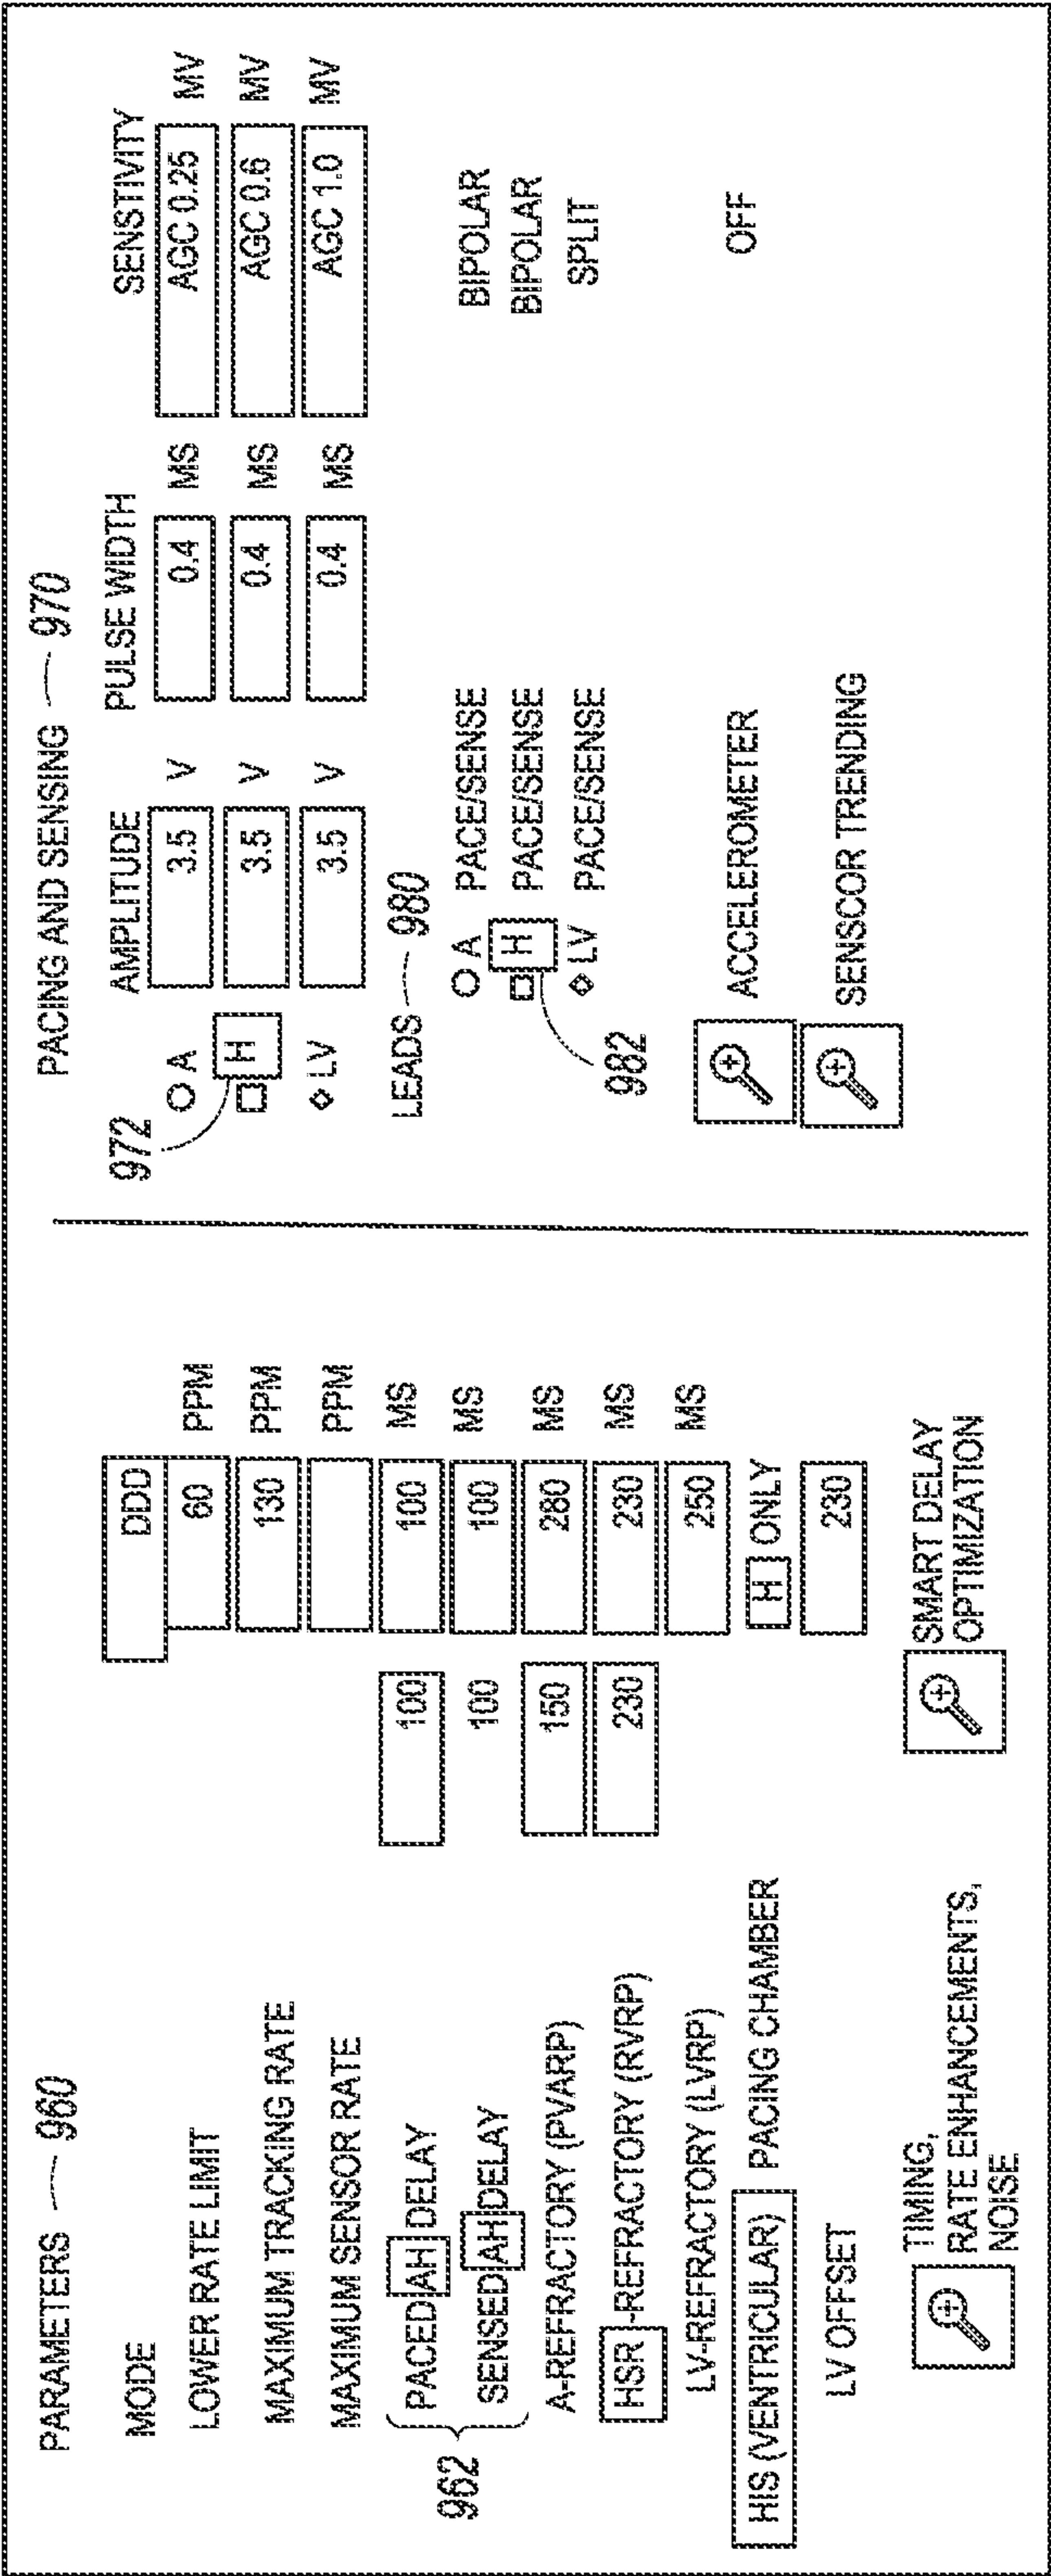 PARAMETERS 960
MODE DDD
LOWER RATE LIMIT 60 PPM
MAXIMUM TRACKING RATE 130 PPM
MAXIMUM SENSOR RATE PPM
PACED AH DELAY 100 100 MS
SENSED AH DELAY 100 100 MS
962
A-REFRACTORY (PVARP) 150 280 MS
HSR -REFRACTORY (RVRP) 230 230 MS
LV-REFRACTORY (LVRP) 250 MS
HIS (VENTRICULAR) PACING CHAMBER H ONLY
LV OFFSET 230
TIMING,
RATE ENHANCEMENTS,
NOISE
SMART DELAY
OPTIMIZATION
PACING AND SENSING 970
AMPLITUDE PULSE WIDTH SENSTIVITY
972
A 3.5 V 0.4 MS AGC 0.25 MV
H 3.5 V 0.4 MS AGC 0.6 MV
LV 3.5 V 0.4 MS AGC 1.0 MV
LEADS 980
A PACE/SENSE BIPOLAR
H PACE/SENSE BIPOLAR
LV PACE/SENSE SPLIT
982
ACCELEROMETER OFF
SENSCOR TRENDING